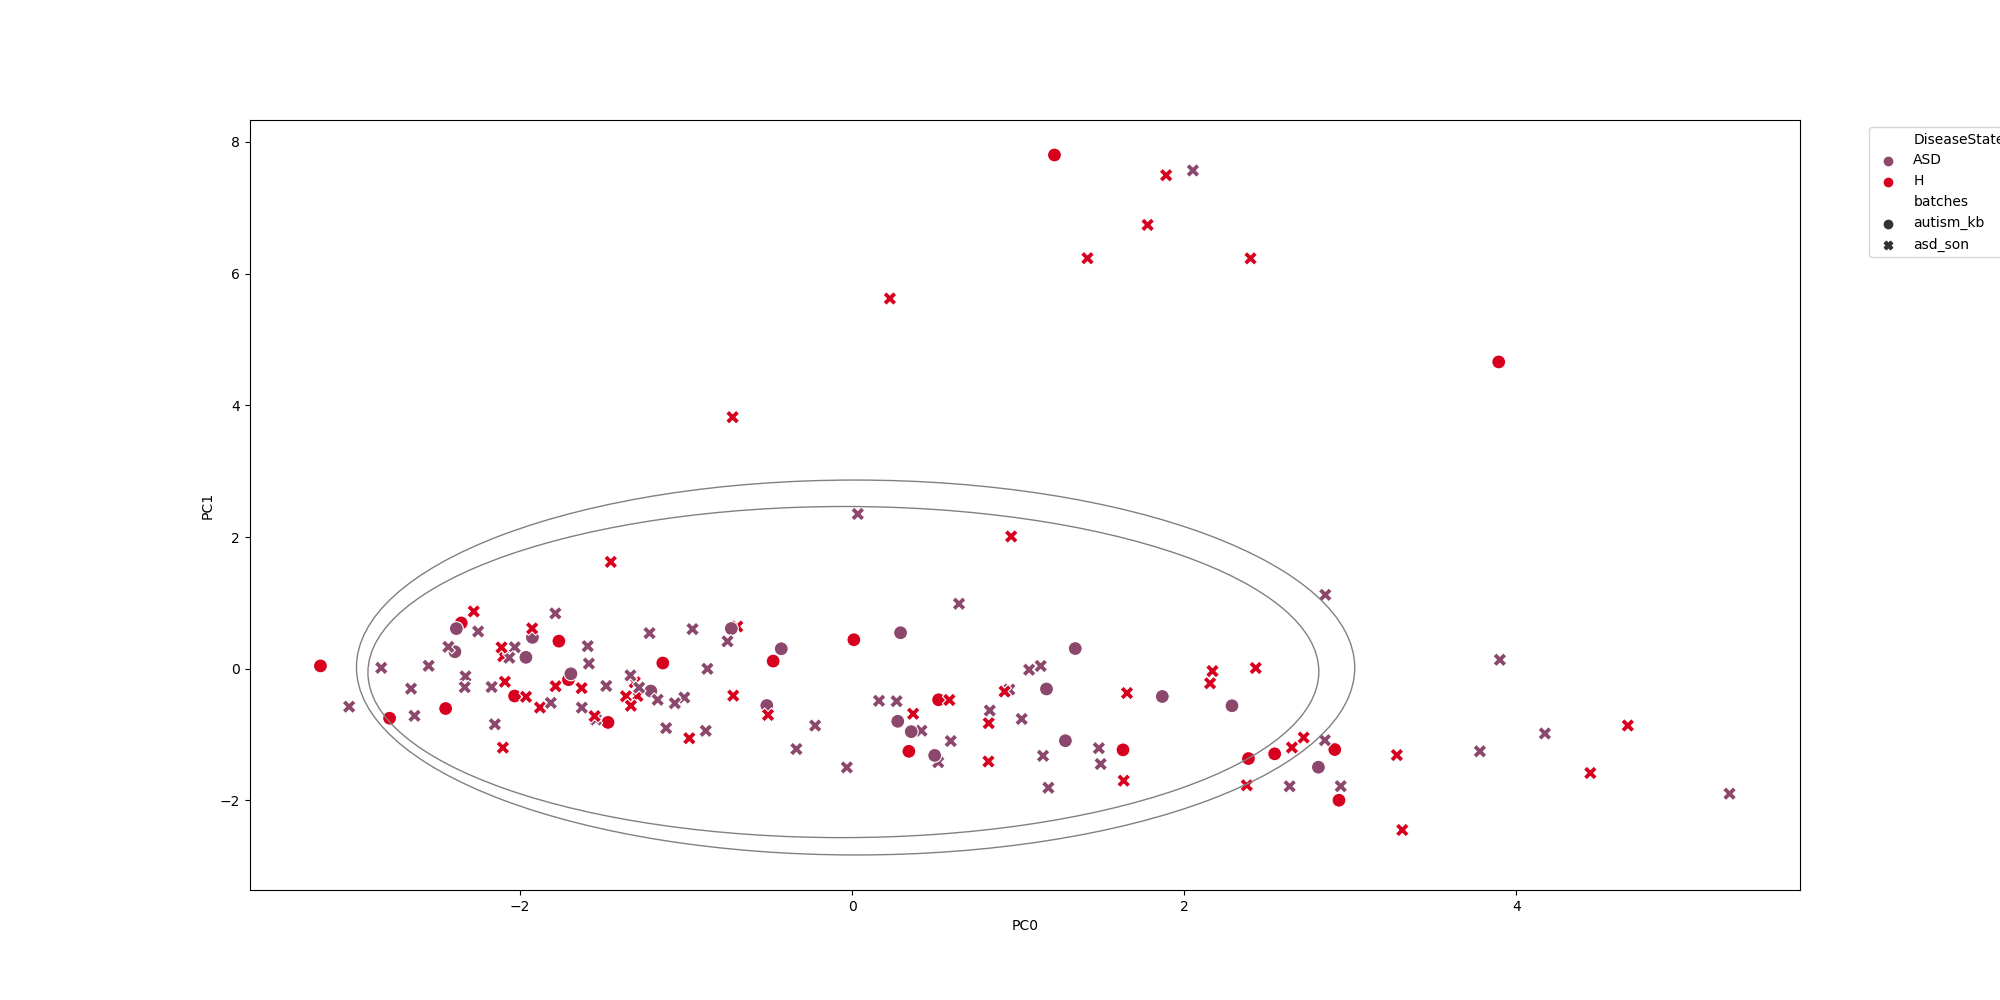 8
6
4
2
0
−2
PC1
−2
0
2
4
PC0
DiseaseState
ASD
H
batches
autism_kb
asd_son